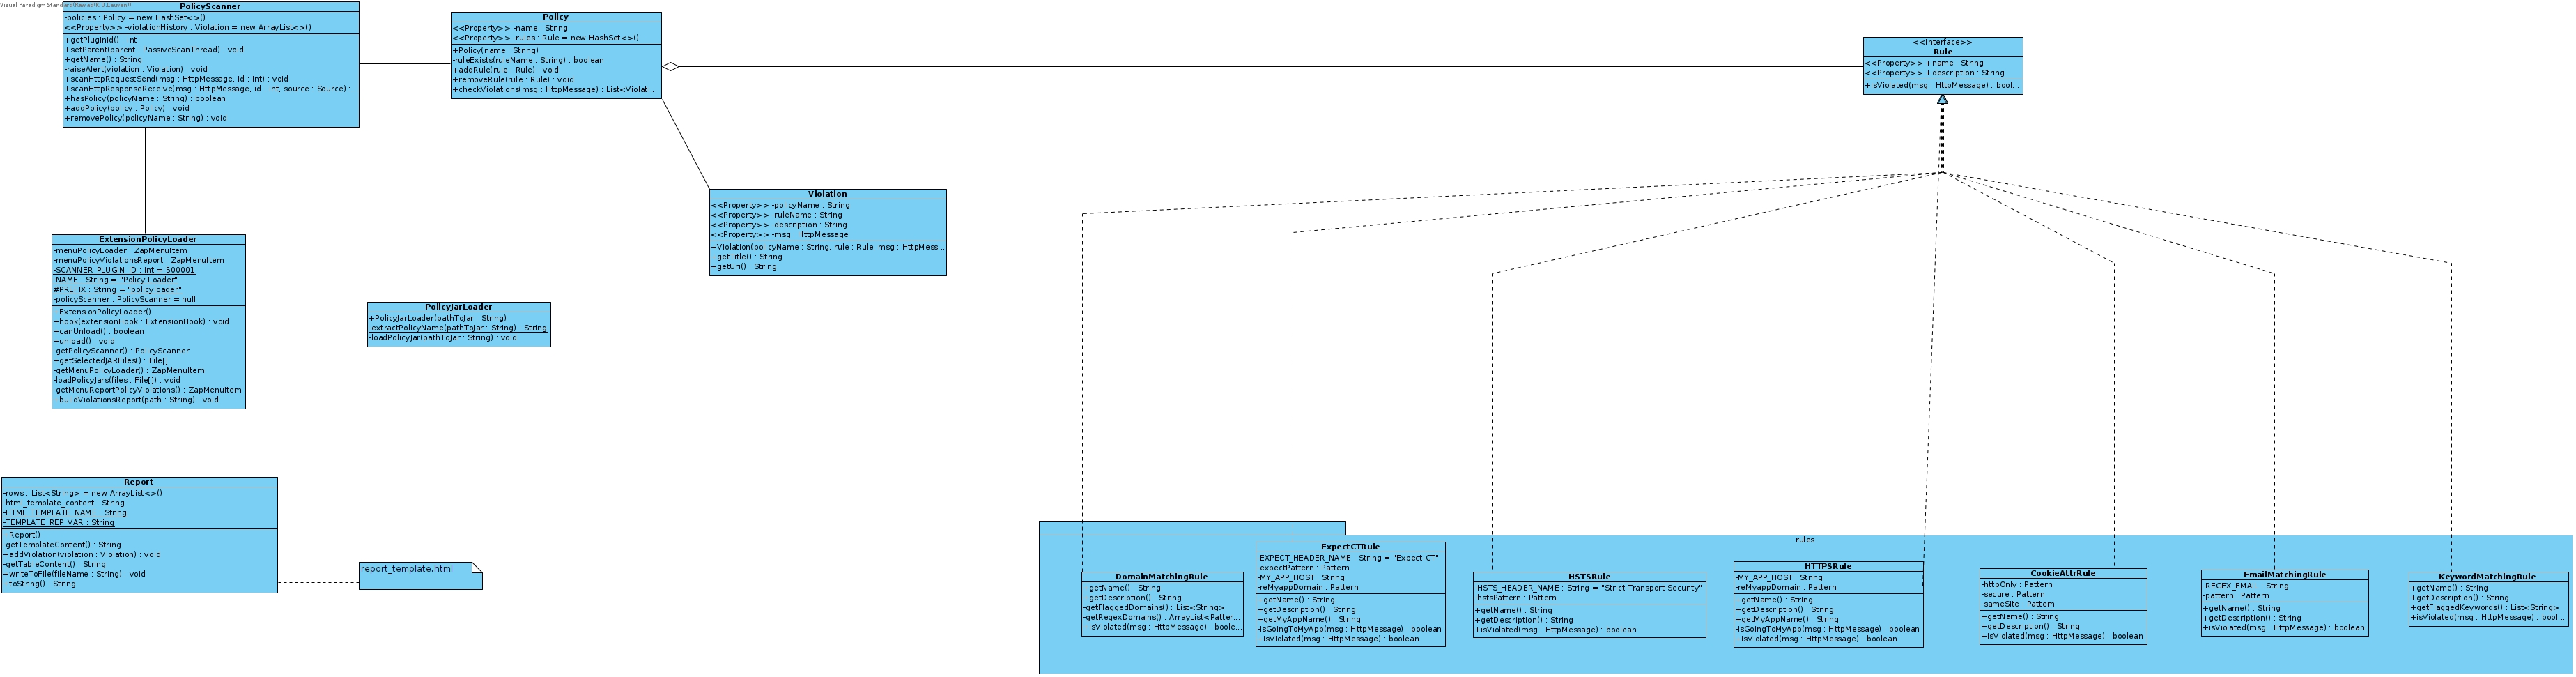 Visual Paradigm Standard(Fawad(K.U.Leuven))
PolicyScanner
-policies : Policy = new HashSet<>()
<<Property>> -violationHistory : Violation = new ArrayList<>()
+getPluginId() : int
+setParent(parent : PassiveScanThread) : void
+getName() : String
-raiseAlert(violation : Violation) : void
+scanHttpRequestSend(msg : HttpMessage, id : int) : void
+scanHttpResponseReceive(msg : HttpMessage, id : int, source : Source) :...
+hasPolicy(policyName : String) : boolean
+addPolicy(policy : Policy) : void
+removePolicy(policyName : String) : void
Policy
<<Property>> -name : String
<<Property>> -rules : Rule = new HashSet<>()
+Policy(name : String)
-ruleExists(ruleName : String) : boolean
+addRule(rule : Rule) : void
+removeRule(rule : Rule) : void
+checkViolations(msg : HttpMessage) : List<Violati...
<<Interface>>
Rule
<<Property>> +name : String
<<Property>> +description : String
+isViolated(msg : HttpMessage) : bool...
Violation
<<Property>> -policyName : String
<<Property>> -ruleName : String
<<Property>> -description : String
<<Property>> -msg : HttpMessage
+Violation(policyName : String, rule : Rule, msg : HttpMess...
+getTitle() : String
+getUri() : String
ExtensionPolicyLoader
-menuPolicyLoader : ZapMenuItem
-menuPolicyViolationsReport : ZapMenuItem
-SCANNER_PLUGIN_ID : int = 500001
-NAME : String = "Policy Loader"
#PREFIX : String = "policyloader"
-policyScanner : PolicyScanner = null
+ExtensionPolicyLoader()
+hook(extensionHook : ExtensionHook) : void
+canUnload() : boolean
+unload() : void
-getPolicyScanner() : PolicyScanner
+getSelectedJARFiles() : File[]
-getMenuPolicyLoader() : ZapMenuItem
-loadPolicyJars(files : File[]) : void
-getMenuReportPolicyViolations() : ZapMenuItem
+buildViolationsReport(path : String) : void
PolicyJarLoader
+PolicyJarLoader(pathToJar : String)
-extractPolicyName(pathToJar : String) : String
-loadPolicyJar(pathToJar : String) : void
Report
-rows : List<String> = new ArrayList<>()
-html_template_content : String
-HTML_TEMPLATE_NAME : String
-TEMPLATE_REP_VAR : String
+Report()
-getTemplateContent() : String
+addViolation(violation : Violation) : void
-getTableContent() : String
+writeToFile(fileName : String) : void
+toString() : String
report_template.html
rules
DomainMatchingRule
+getName() : String
+getDescription() : String
-getFlaggedDomains() : List<String>
-getRegexDomains() : ArrayList<Patter...
+isViolated(msg : HttpMessage) : boole...
ExpectCTRule
-EXPECT_HEADER_NAME : String = "Expect-CT"
-expectPattern : Pattern
-MY_APP_HOST : String
-reMyappDomain : Pattern
+getName() : String
+getDescription() : String
+getMyAppName() : String
-isGoingToMyApp(msg : HttpMessage) : boolean
+isViolated(msg : HttpMessage) : boolean
HSTSRule
-HSTS_HEADER_NAME : String = "Strict-Transport-Security"
-hstsPattern : Pattern
+getName() : String
+getDescription() : String
+isViolated(msg : HttpMessage) : boolean
HTTPSRule
-MY_APP_HOST : String
-reMyappDomain : Pattern
+getName() : String
+getDescription() : String
+getMyAppName() : String
-isGoingToMyApp(msg : HttpMessage) : boolean
+isViolated(msg : HttpMessage) : boolean
CookieAttrRule
-httpOnly : Pattern
-secure : Pattern
-sameSite : Pattern
+getName() : String
+getDescription() : String
+isViolated(msg : HttpMessage) : boolean
EmailMatchingRule
-REGEX_EMAIL : String
-pattern : Pattern
+getName() : String
+getDescription() : String
+isViolated(msg : HttpMessage) : boolean
KeywordMatchingRule
+getName() : String
+getDescription() : String
+getFlaggedKeywords() : List<String>
+isViolated(msg : HttpMessage) : bool...